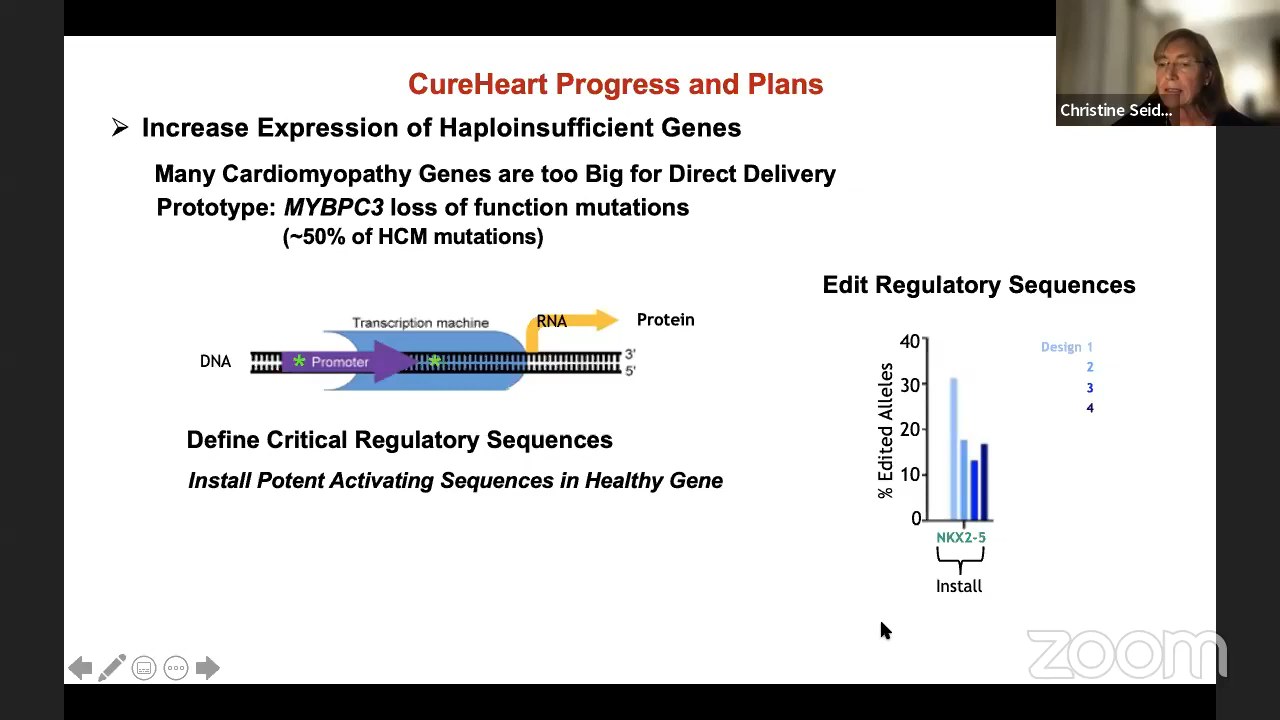 CureHeart Progress and Plans
Christine Seid...
➢ Increase Expression of Haploinsufficient Genes
Many Cardiomyopathy Genes are too Big for Direct Delivery
Prototype: MYBPC3 loss of function mutations
(~50% of HCM mutations)
Transcription machine
RNA
Protein
DNA
* Promoter *
3'
5'
Define Critical Regulatory Sequences
Install Potent Activating Sequences in Healthy Gene
Edit Regulatory Sequences
% Edited Alleles
40
30
20
10
0
Design 1
2
3
4
NKX2-5
Install
zoom